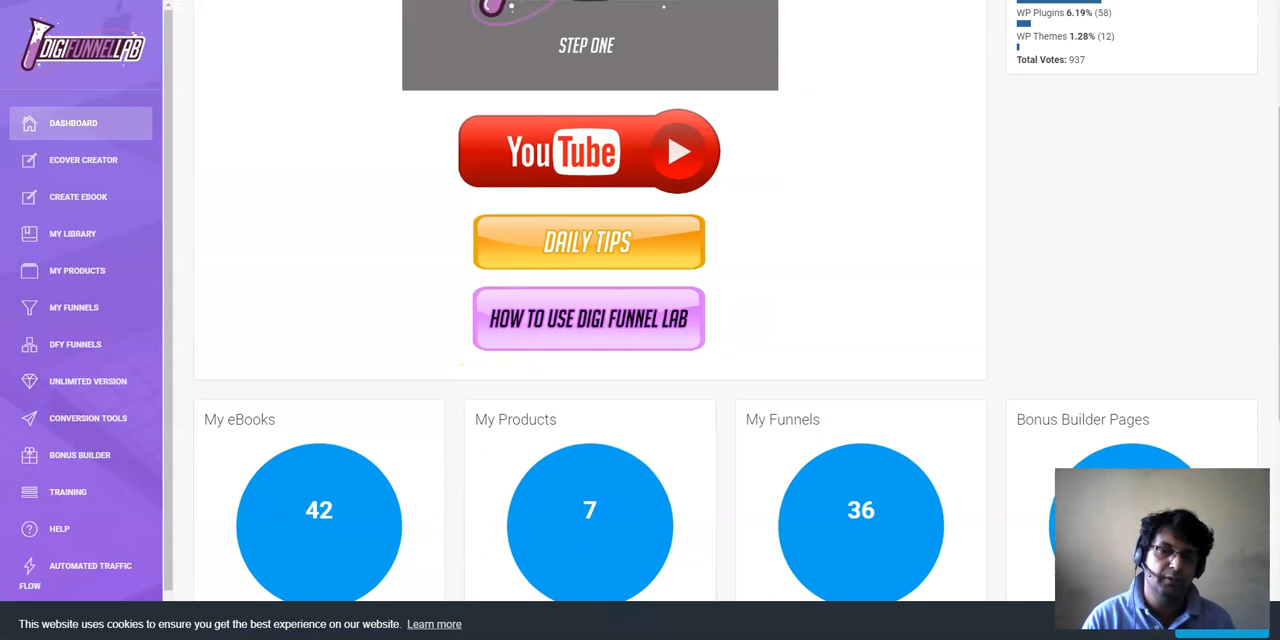 DIGIFUNNELLAB
DASHBOARD
ECOVER CREATOR
CREATE EBOOK
MY LIBRARY
MY PRODUCTS
MY FUNNELS
DFY FUNNELS
UNLIMITED VERSION
CONVERSION TOOLS
BONUS BUILDER
TRAINING
HELP
AUTOMATED TRAFFIC
FLOW
STEP ONE
YouTube
DAILY TIPS
HOW TO USE DIGI FUNNEL LAB
WP Plugins 6.19% (58)
WP Themes 1.28% (12)
Total Votes: 937
My eBooks
42
My Products
7
My Funnels
36
Bonus Builder Pages
This website uses cookies to ensure you get the best experience on our website. Learn more